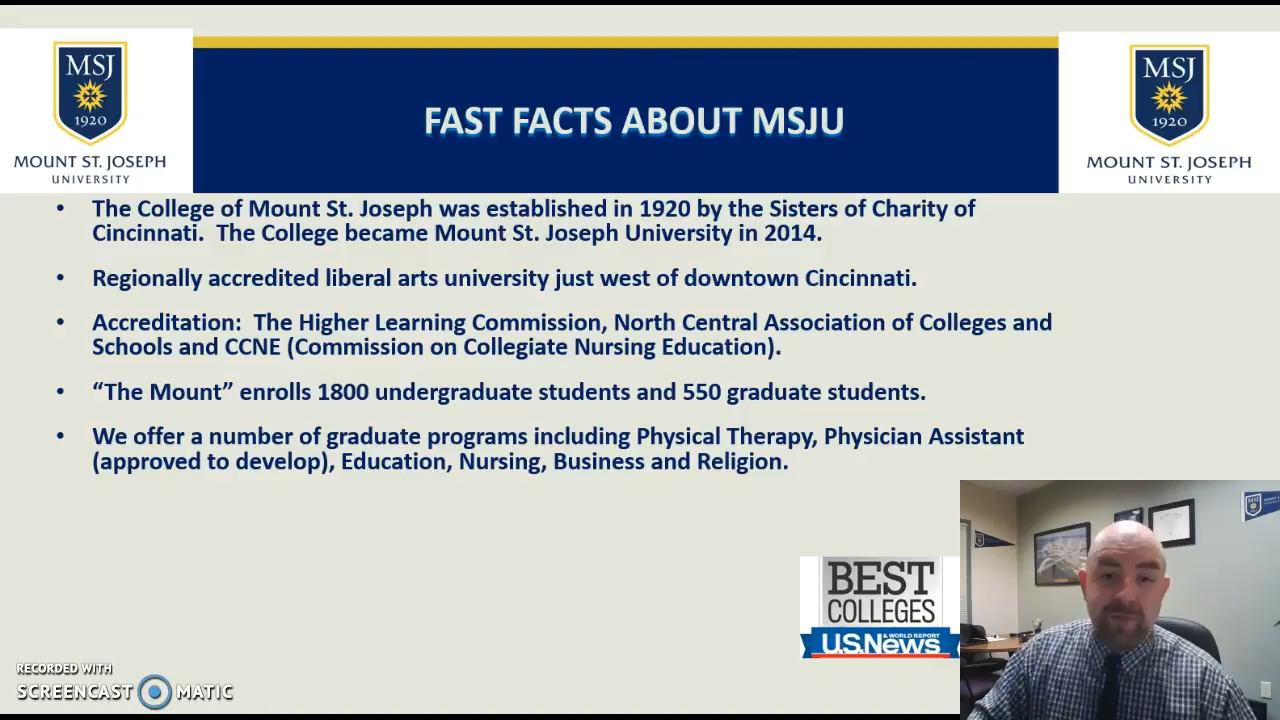 MSJ
1920
MOUNT ST. JOSEPH
UNIVERSITY
FAST FACTS ABOUT MSJU
MSJ
1920
MOUNT ST. JOSEPH
UNIVERSITY
• The College of Mount St. Joseph was established in 1920 by the Sisters of Charity of
Cincinnati.  The College became Mount St. Joseph University in 2014.
• Regionally accredited liberal arts university just west of downtown Cincinnati.
• Accreditation:  The Higher Learning Commission, North Central Association of Colleges and
Schools and CCNE (Commission on Collegiate Nursing Education).
• “The Mount” enrolls 1800 undergraduate students and 550 graduate students.
• We offer a number of graduate programs including Physical Therapy, Physician Assistant
(approved to develop), Education, Nursing, Business and Religion.
BEST
COLLEGES
U.S.News & WORLD REPORT
MSJ
RECORDED WITH
SCREENCAST MATIC